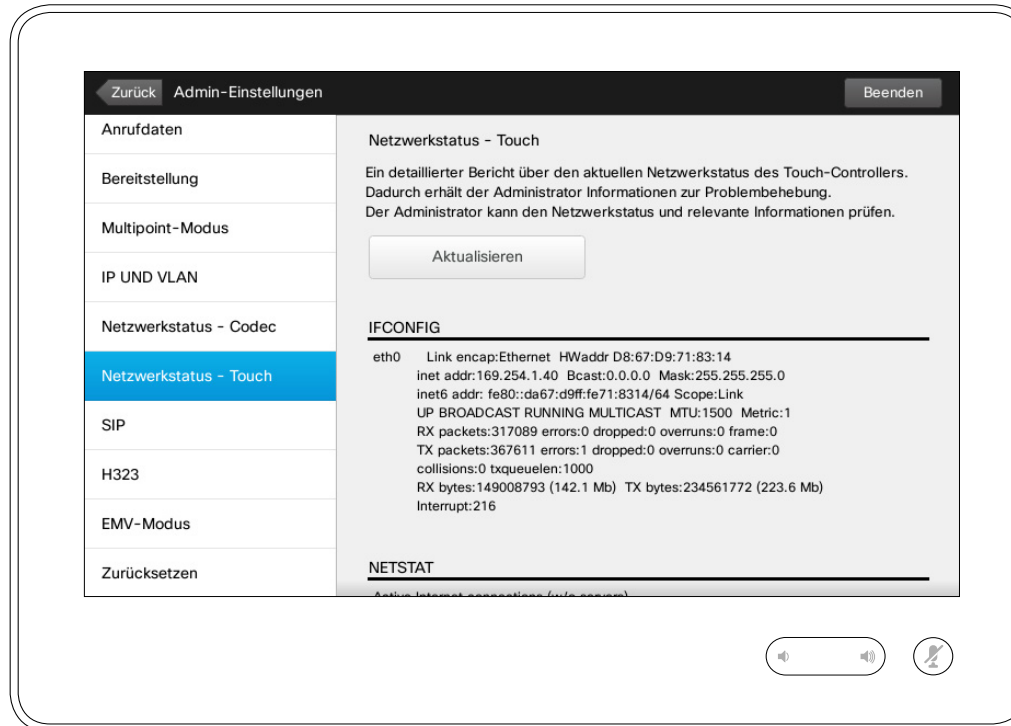 Zurück Admin-Einstellungen Beenden
Anrufdaten
Bereitstellung
Multipoint-Modus
IP UND VLAN
Netzwerkstatus - Codec
Netzwerkstatus - Touch
SIP
H323
EMV-Modus
Zurücksetzen
Netzwerkstatus - Touch
Ein detaillierter Bericht über den aktuellen Netzwerkstatus des Touch-Controllers.
Dadurch erhält der Administrator Informationen zur Problembehebung.
Der Administrator kann den Netzwerkstatus und relevante Informationen prüfen.
Aktualisieren
IFCONFIG
eth0 Link encap:Ethernet HWaddr D8:67:D9:71:83:14
inet addr:169.254.1.40 Bcast:0.0.0.0 Mask:255.255.255.0
inet6 addr: fe80::da67:d9ff:fe71:8314/64 Scope:Link
UP BROADCAST RUNNING MULTICAST MTU:1500 Metric:1
RX packets:317089 errors:0 dropped:0 overruns:0 frame:0
TX packets:367611 errors:1 dropped:0 overruns:0 carrier:0
collisions:0 txqueuelen:1000
RX bytes:149008793 (142.1 Mb) TX bytes:234561772 (223.6 Mb)
Interrupt:216
NETSTAT
Active Internet connections (w/o servers)